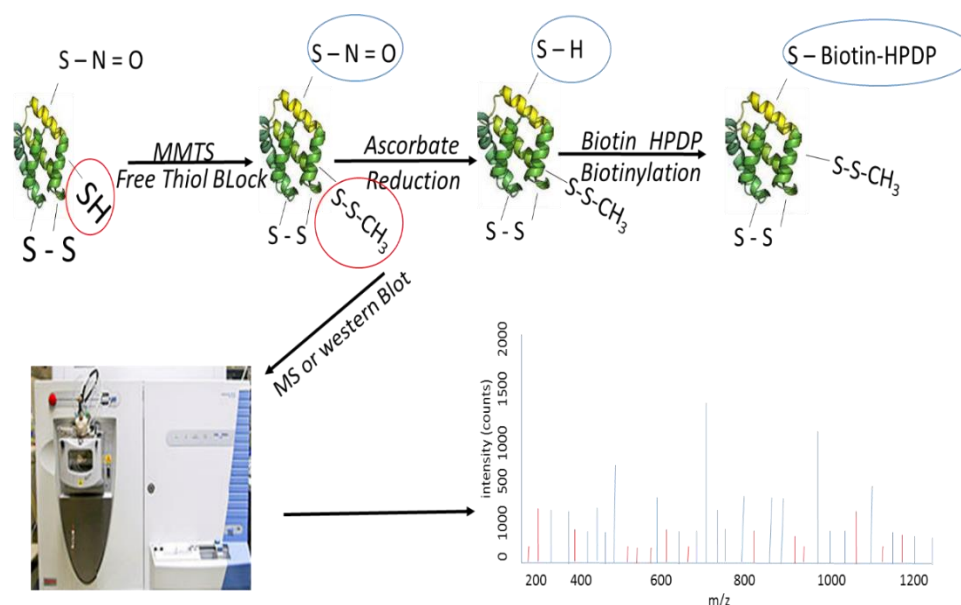 S – N = O
SH
S - S
MMTS
Free Thiol BLock
S – N = O
S-S-CH3
S - S
Ascorbate
Reduction
S – H
S-S-CH3
S - S
Biotin HPDP
Biotinylation
S – Biotin-HPDP
S-S-CH3
S - S
MS or western Blot
intensity (counts)
2000
1500
1000
500
1000
0
200 400 600 800 1000 1200
m/z